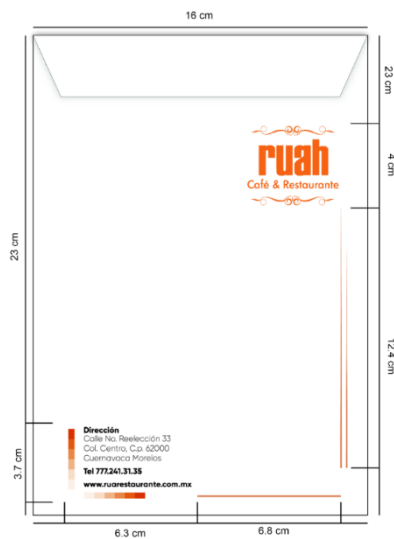 16 cm
23 cm
ruah
Café & Restaurante
4 cm
23 cm
12.4 cm
Dirección
Calle No. Reelección 33
Col. Centro, C.p. 62000
Cuernavaca Morelos
Tel 777.241.31.35
www.ruarestaurante.com.mx
3.7 cm
6.3 cm
6.8 cm